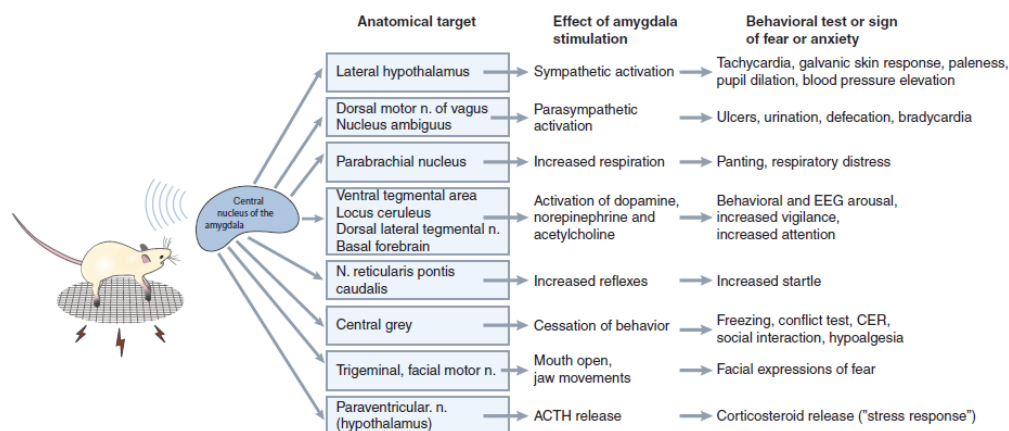 Anatomical target
Effect of amygdala
stimulation
Behavioral test or sign
of fear or anxiety
Central
nucleus of the
amygdala
Lateral hypothalamus
Sympathetic activation
Tachycardia, galvanic skin response, paleness,
pupil dilation, blood pressure elevation
Dorsal motor n. of vagus
Nucleus ambiguus
Parasympathetic
activation
Ulcers, urination, defecation, bradycardia
Parabrachial nucleus
Increased respiration
Panting, respiratory distress
Ventral tegmental area
Locus ceruleus
Dorsal lateral tegmental n.
Basal forebrain
Activation of dopamine,
norepinephrine and
acetylcholine
Behavioral and EEG arousal,
increased vigilance,
increased attention
N. reticularis pontis
caudalis
Increased reflexes
Increased startle
Central grey
Cessation of behavior
Freezing, conflict test, CER,
social interaction, hypoalgesia
Trigeminal, facial motor n.
Mouth open,
jaw movements
Facial expressions of fear
Paraventricular. n.
(hypothalamus)
ACTH release
Corticosteroid release ("stress response")